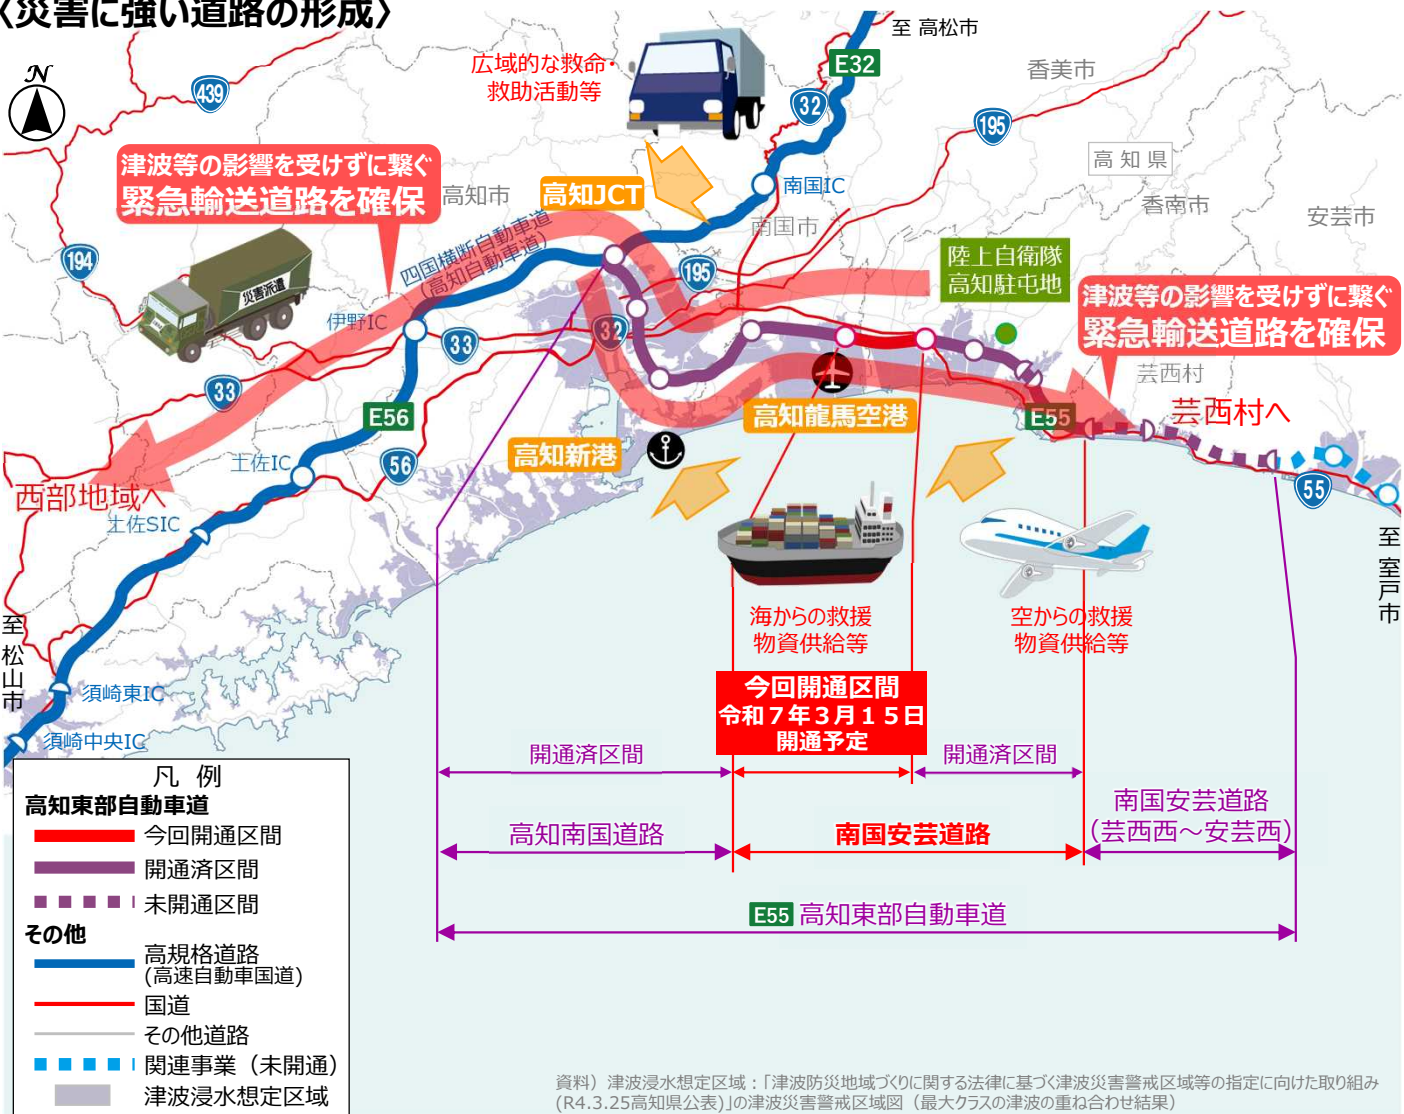 〈災害に強い道路の形成〉
至 高松市
N
広域的な救命・
救助活動等
E32
香美市
439
32
195
津波等の影響を受けずに繋ぐ
緊急輸送道路を確保
高知市
高知JCT
南国IC
高知県
香南市
安芸市
南国市
四国横断自動車道
(高知自動車道)
194
195
陸上自衛隊
高知駐屯地
災害派遣
津波等の影響を受けずに繋ぐ
緊急輸送道路を確保
伊野IC
33
32
芸西村
33
E56
高知龍馬空港
E55
芸西村へ
高知新港
土佐IC
56
西部地域へ
55
土佐SIC
至 室戸市
至 松山市
海からの救援
物資供給等
空からの救援
物資供給等
須崎東IC
今回開通区間
令和7年3月15日
開通予定
須崎中央IC
開通済区間
開通済区間
南国安芸道路
(芸西西～安芸西)
高知南国道路
南国安芸道路
E55 高知東部自動車道
凡 例
高知東部自動車道
今回開通区間
開通済区間
未開通区間
その他
高規格道路
(高速自動車国道)
国道
その他道路
関連事業（未開通）
津波浸水想定区域
資料）津波浸水想定区域：「津波防災地域づくりに関する法律に基づく津波災害警戒区域等の指定に向けた取り組み
(R4.3.25高知県公表)」の津波災害警戒区域図（最大クラスの津波の重ね合わせ結果）